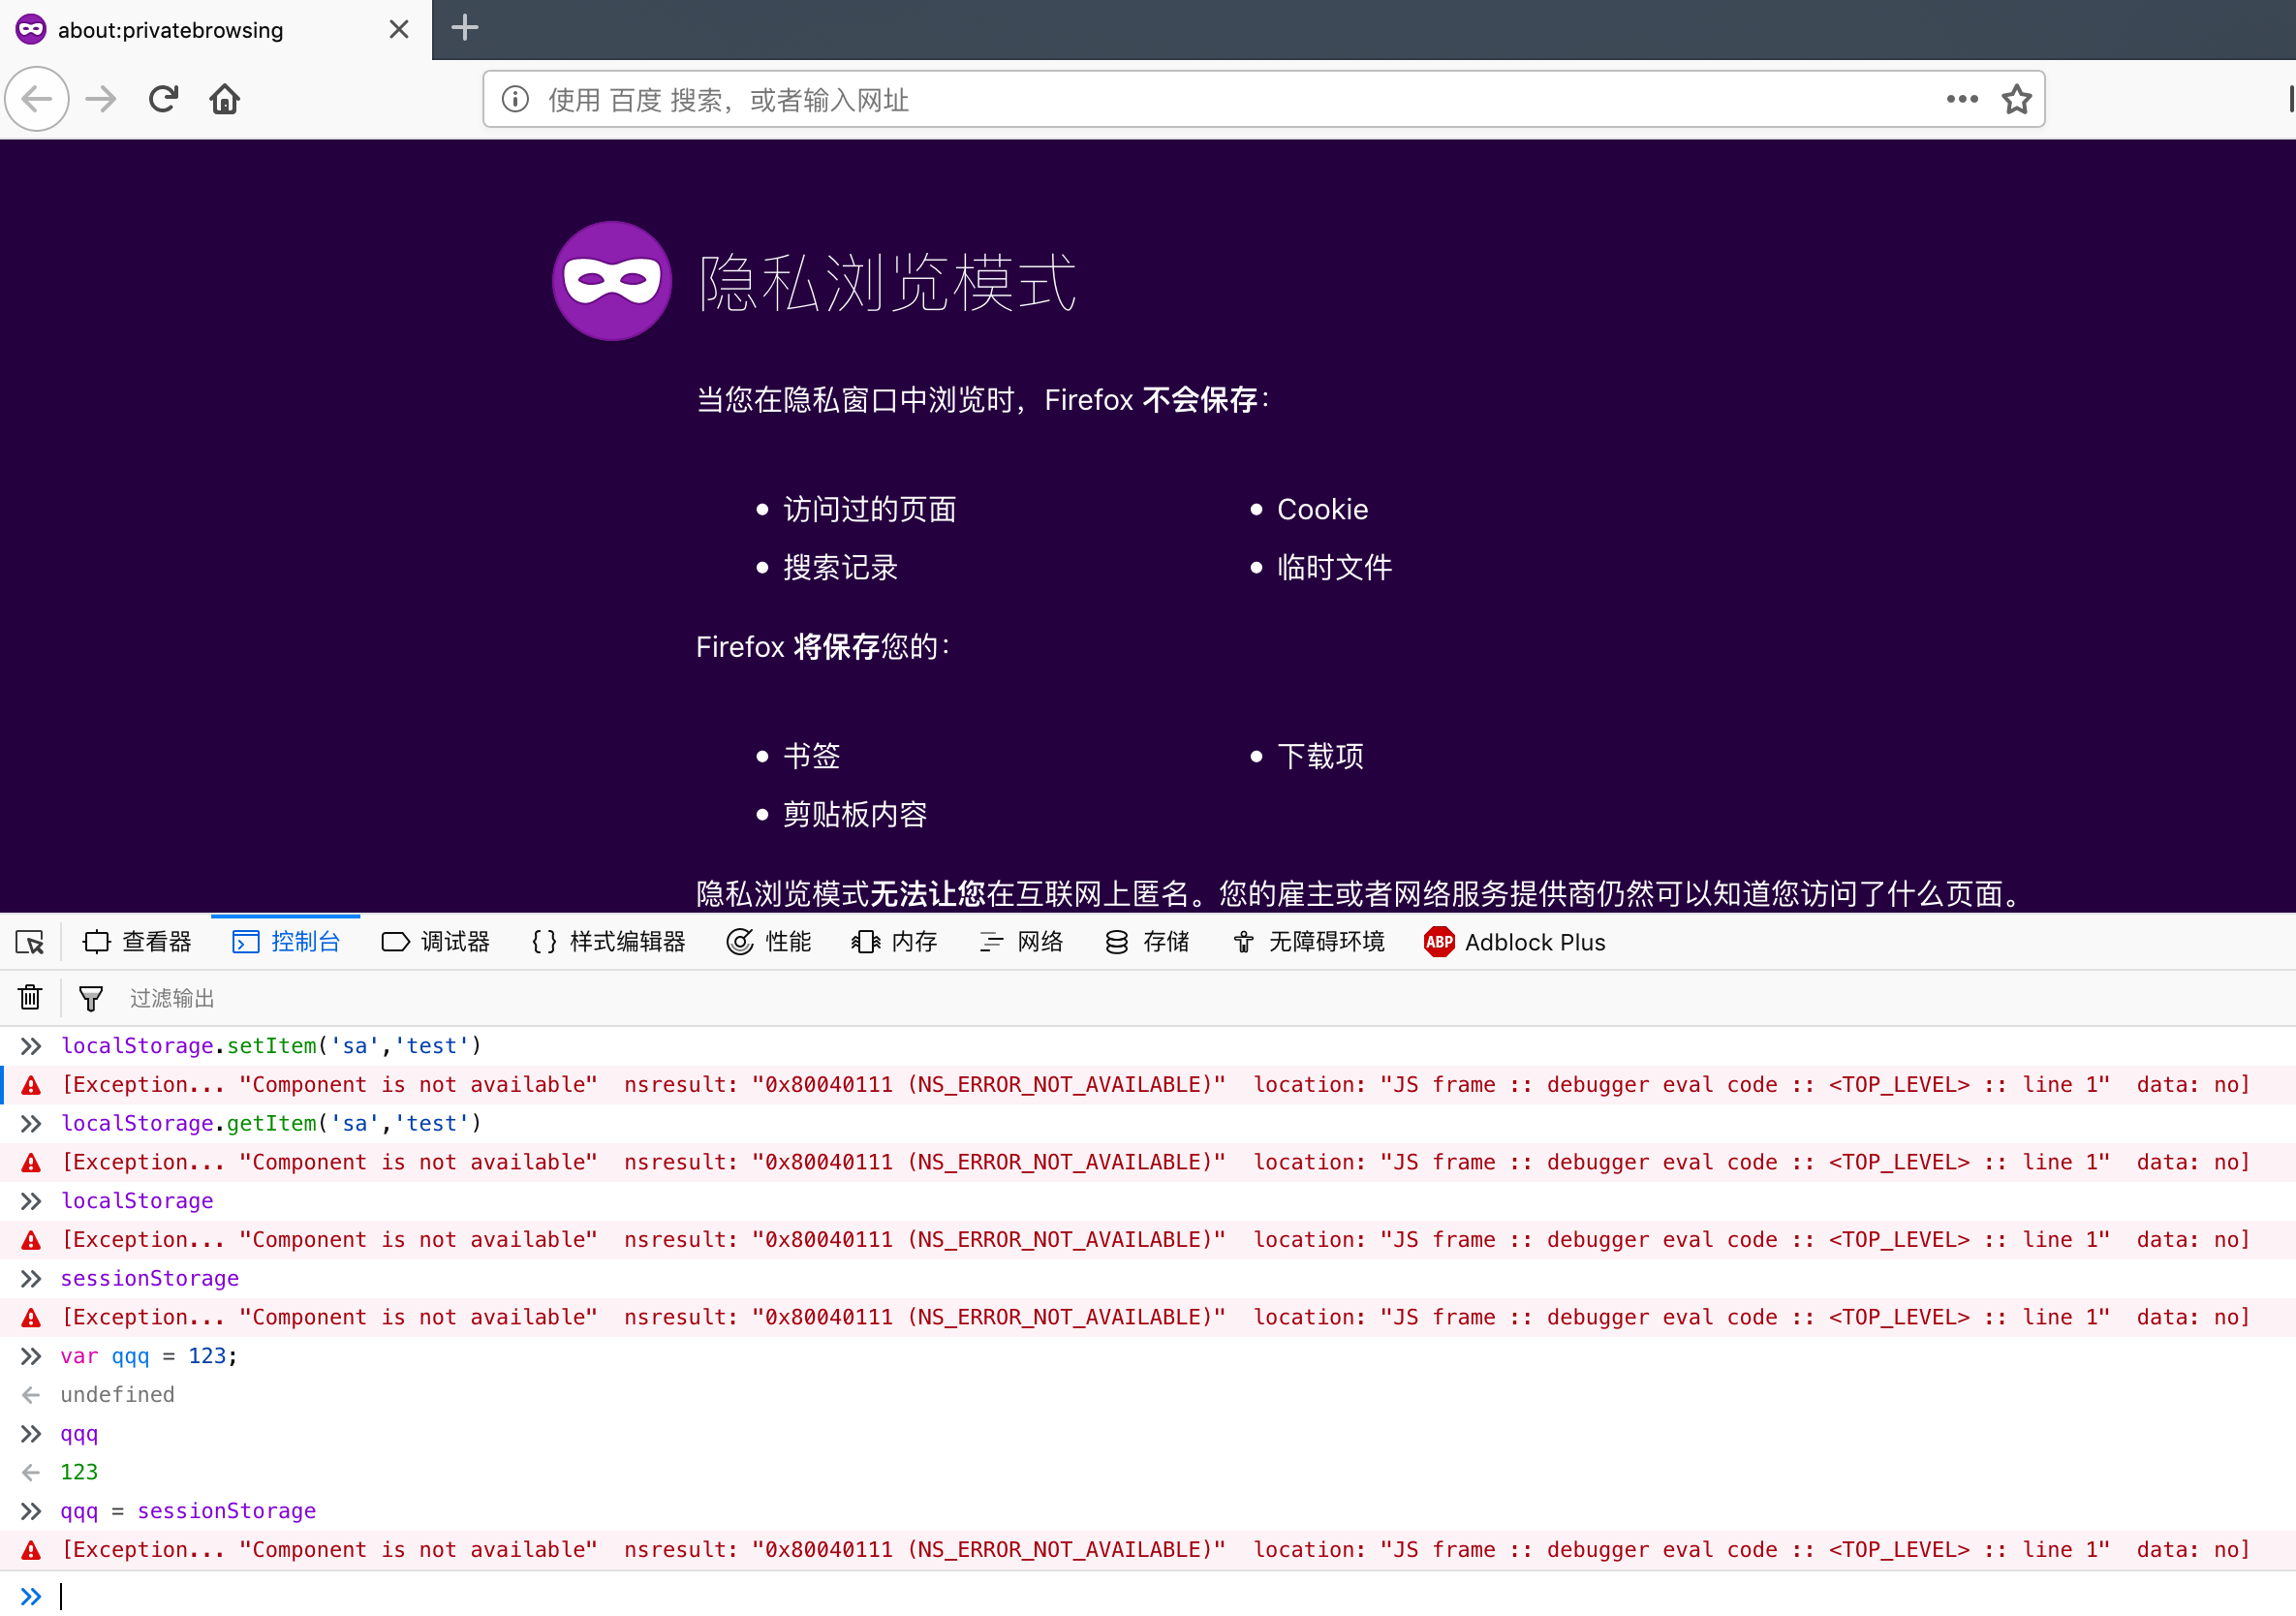 about:privatebrowsing
使用 百度 搜索，或者输入网址
隐私浏览模式
当您在隐私窗口中浏览时，Firefox 不会保存：
访问过的页面
Cookie
搜索记录
临时文件
Firefox 将保存您的：
书签
下载项
剪贴板内容
隐私浏览模式无法让您在互联网上匿名。您的雇主或者网络服务提供商仍然可以知道您访问了什么页面。
查看器 控制台 调试器 样式编辑器 性能 内存 网络 存储 无障碍环境 ABP Adblock Plus
过滤输出
localStorage.setItem('sa','test')
[Exception... "Component is not available"  nsresult: "0x80040111 (NS_ERROR_NOT_AVAILABLE)"  location: "JS frame :: debugger eval code :: <TOP_LEVEL> :: line 1"  data: no]
localStorage.getItem('sa','test')
[Exception... "Component is not available"  nsresult: "0x80040111 (NS_ERROR_NOT_AVAILABLE)"  location: "JS frame :: debugger eval code :: <TOP_LEVEL> :: line 1"  data: no]
localStorage
[Exception... "Component is not available"  nsresult: "0x80040111 (NS_ERROR_NOT_AVAILABLE)"  location: "JS frame :: debugger eval code :: <TOP_LEVEL> :: line 1"  data: no]
sessionStorage
[Exception... "Component is not available"  nsresult: "0x80040111 (NS_ERROR_NOT_AVAILABLE)"  location: "JS frame :: debugger eval code :: <TOP_LEVEL> :: line 1"  data: no]
var qqq = 123;
undefined
qqq
123
qqq = sessionStorage
[Exception... "Component is not available"  nsresult: "0x80040111 (NS_ERROR_NOT_AVAILABLE)"  location: "JS frame :: debugger eval code :: <TOP_LEVEL> :: line 1"  data: no]